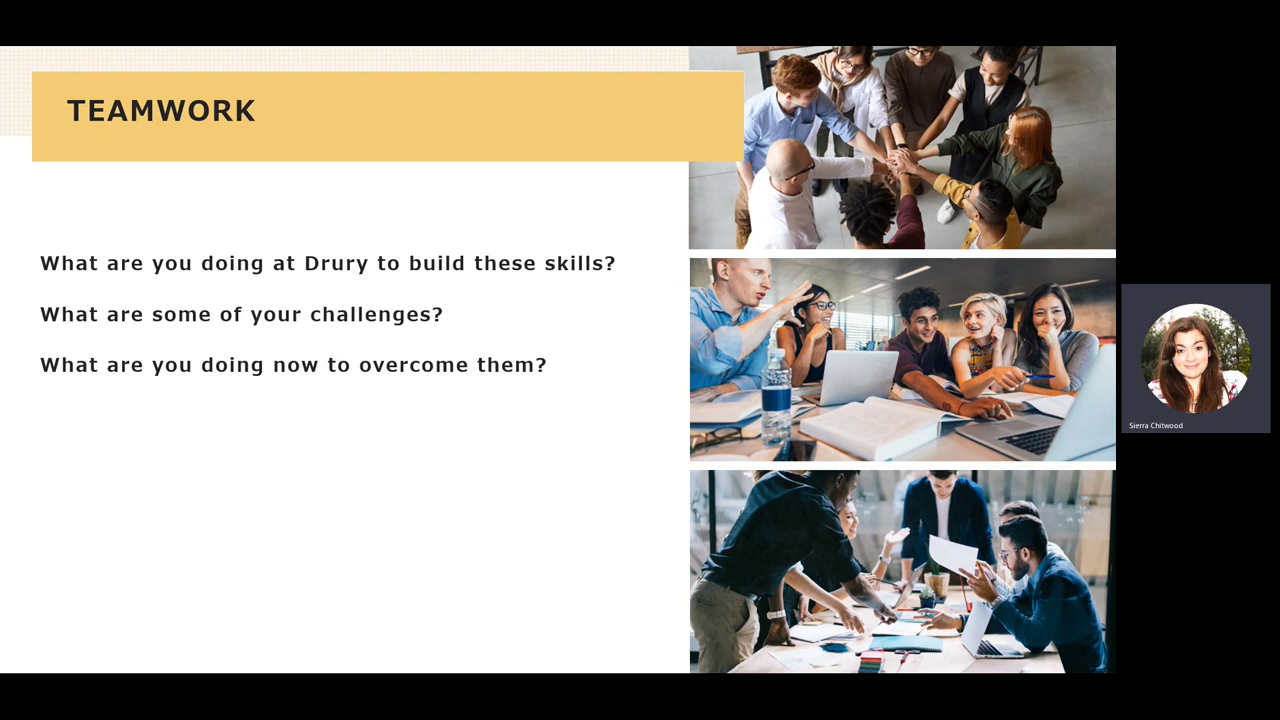 TEAMWORK
What are you doing at Drury to build these skills?
What are some of your challenges?
What are you doing now to overcome them?
Sierra Chitwood